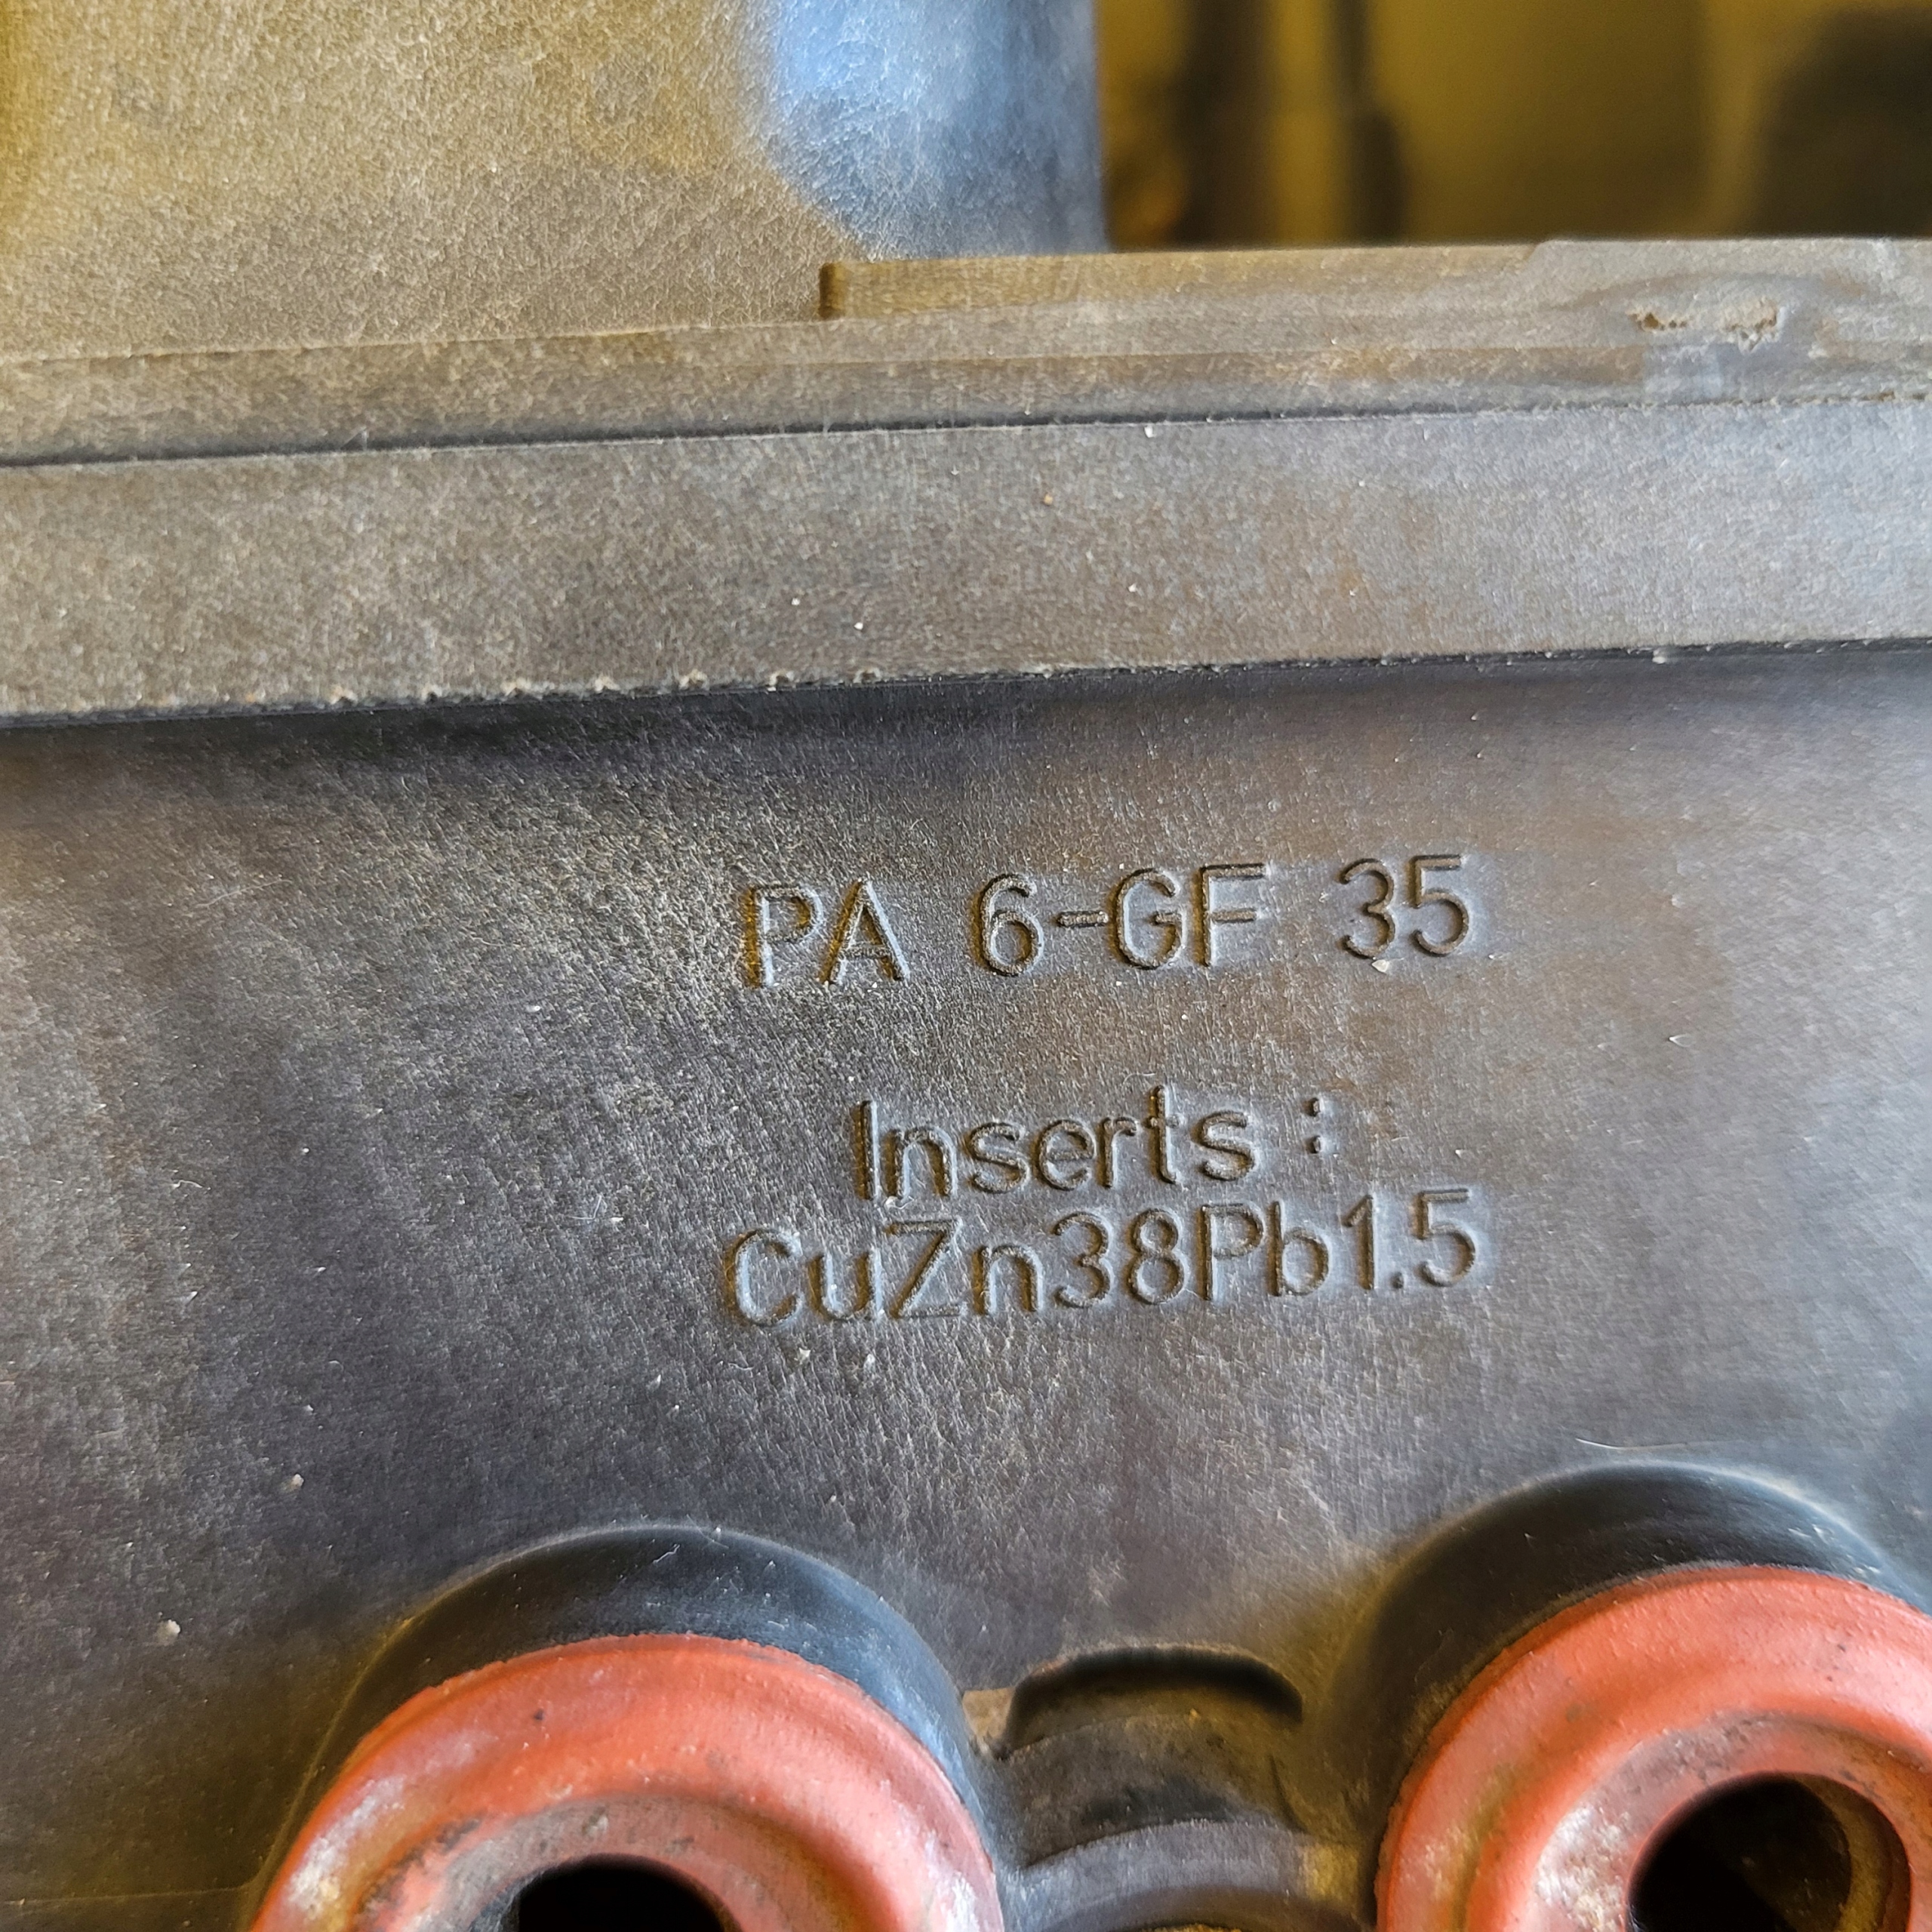 PA 6-GF 35
Inserts :
CuZn38Pb1.5